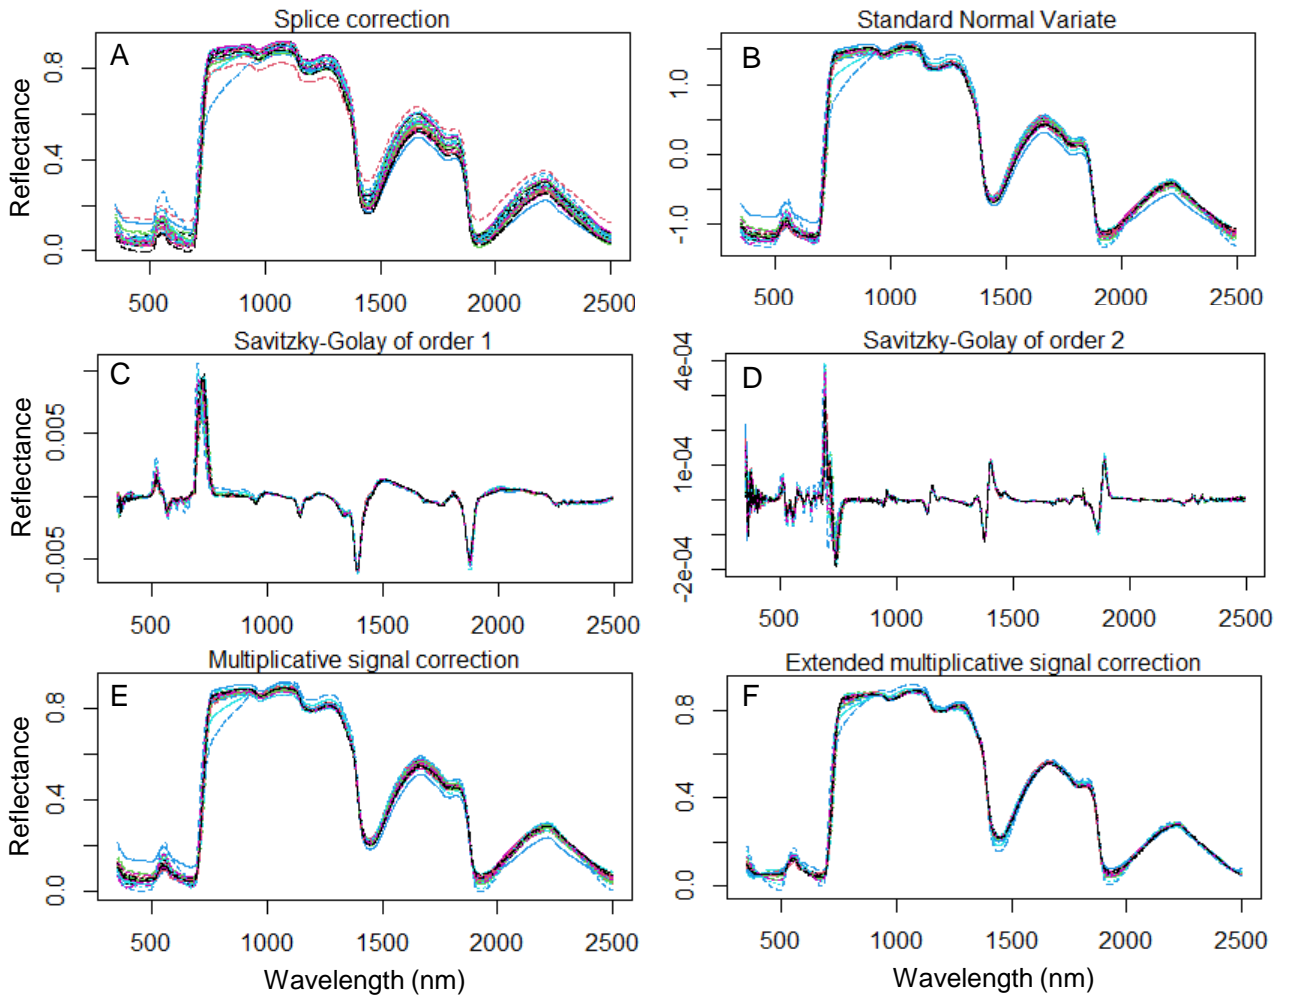 Splice correction
A
Reflectance
0.8
0.4
0.0
500 1000 1500 2000 2500
Standard Normal Variate
B
1.0
0.0
-1.0
500 1000 1500 2000 2500
Savitzky-Golay of order 1
C
Reflectance
0.005
-0.005
500 1000 1500 2000 2500
Savitzky-Golay of order 2
D
4e-04
1e-04
-2e-04
500 1000 1500 2000 2500
Multiplicative signal correction
E
Reflectance
0.8
0.4
0.0
500 1000 1500 2000 2500
Wavelength (nm)
Extended multiplicative signal correction
F
0.8
0.4
0.0
500 1000 1500 2000 2500
Wavelength (nm)